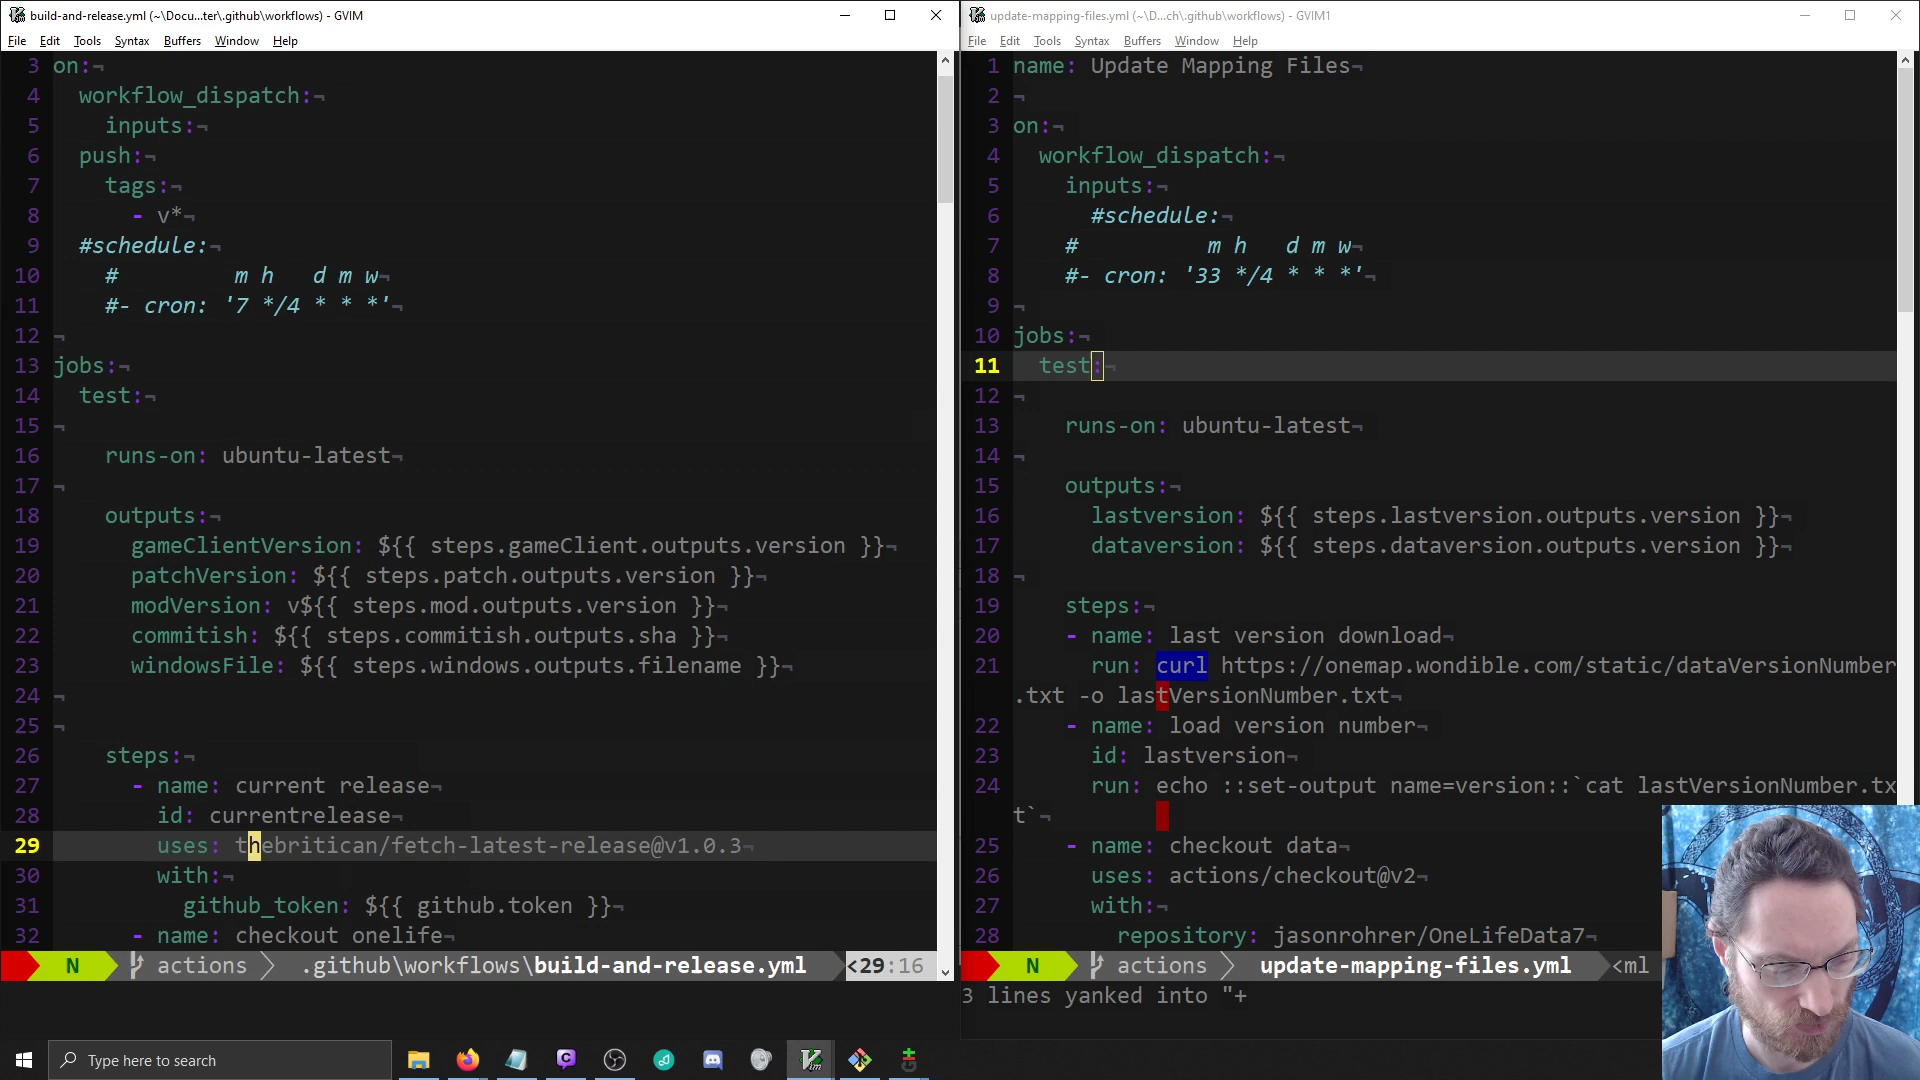 build-and-release.yml (~\Docu...ter\.github\workflows) - GVIM
File Edit Tools Syntax Buffers Window Help
3 on:¬
4 workflow_dispatch:¬
5 inputs:¬
6 push:¬
7 tags:¬
8 - v*¬
9 #schedule:¬
10 # m h d m w¬
11 #- cron: '7 */4 * * *'¬
12 ¬
13 jobs:¬
14 test:¬
15 ¬
16 runs-on: ubuntu-latest¬
17 ¬
18 outputs:¬
19 gameClientVersion: ${{ steps.gameClient.outputs.version }}¬
20 patchVersion: ${{ steps.patch.outputs.version }}¬
21 modVersion: v${{ steps.mod.outputs.version }}¬
22 commitish: ${{ steps.commitish.outputs.sha }}¬
23 windowsFile: ${{ steps.windows.outputs.filename }}¬
24 ¬
25 ¬
26 steps:¬
27 - name: current release¬
28 id: currentrelease¬
29 uses: thebritican/fetch-latest-release@v1.0.3¬
30 with:¬
31 github_token: ${{ github.token }}¬
32 - name: checkout onelife¬
N actions .github\workflows\build-and-release.yml <29:16
update-mapping-files.yml (~\D...ch\.github\workflows) - GVIM1
File Edit Tools Syntax Buffers Window Help
1 name: Update Mapping Files¬
2 ¬
3 on:¬
4 workflow_dispatch:¬
5 inputs:¬
6 #schedule:¬
7 # m h d m w¬
8 #- cron: '33 */4 * * *'¬
9 ¬
10 jobs:¬
11 test:¬
12 ¬
13 runs-on: ubuntu-latest¬
14 ¬
15 outputs:¬
16 lastversion: ${{ steps.lastversion.outputs.version }}¬
17 dataversion: ${{ steps.dataversion.outputs.version }}¬
18 ¬
19 steps:¬
20 - name: last version download¬
21 run: curl https://onemap.wondible.com/static/dataVersionNumber
.txt -o lastVersionNumber.txt¬
22 - name: load version number¬
23 id: lastversion¬
24 run: echo ::set-output name=version::`cat lastVersionNumber.tx
t`¬
25 - name: checkout data¬
26 uses: actions/checkout@v2¬
27 with:¬
28 repository: jasonrohrer/OneLifeData7¬
N actions update-mapping-files.yml <ml
3 lines yanked into "+
Type here to search